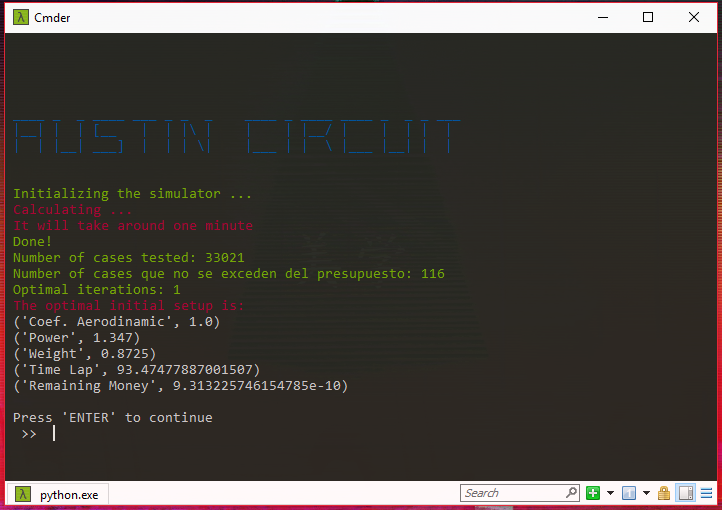 Cmder
AUSTIN CIRCUIT
Initializing the simulator ...
Calculating ...
It will take around one minute
Done!
Number of cases tested: 33021
Number of cases que no se exceden del presupuesto: 116
Optimal iterations: 1
The optimal initial setup is:
('Coef. Aerodinamic', 1.0)
('Power', 1.347)
('Weight', 0.8725)
('Time Lap', 93.47477887001507)
('Remaining Money', 9.313225746154785e-10)
Press 'ENTER' to continue
>>
λ python.exe
Search